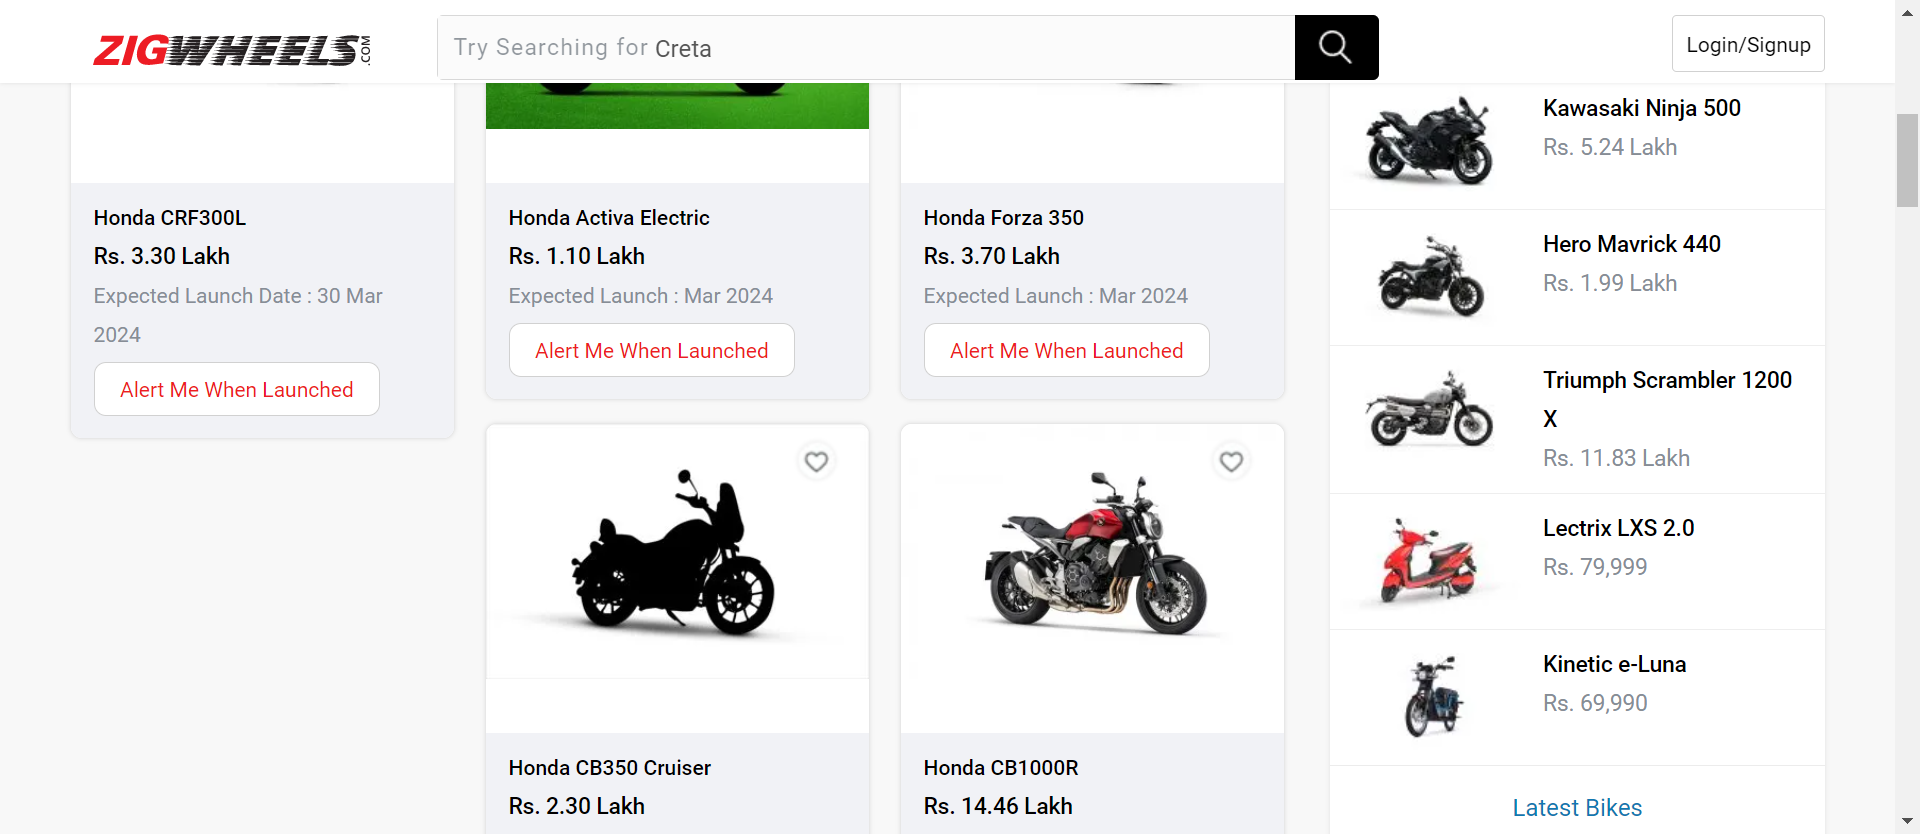 ZIGWHEELS.COM
Try Searching for Creta
Login/Signup
Honda CRF300L
Rs. 3.30 Lakh
Expected Launch Date : 30 Mar
2024
Alert Me When Launched
Honda Activa Electric
Rs. 1.10 Lakh
Expected Launch : Mar 2024
Alert Me When Launched
Honda Forza 350
Rs. 3.70 Lakh
Expected Launch : Mar 2024
Alert Me When Launched
Honda CB350 Cruiser
Rs. 2.30 Lakh
Honda CB1000R
Rs. 14.46 Lakh
Kawasaki Ninja 500
Rs. 5.24 Lakh
Hero Mavrick 440
Rs. 1.99 Lakh
Triumph Scrambler 1200
X
Rs. 11.83 Lakh
Lectrix LXS 2.0
Rs. 79,999
Kinetic e-Luna
Rs. 69,990
Latest Bikes